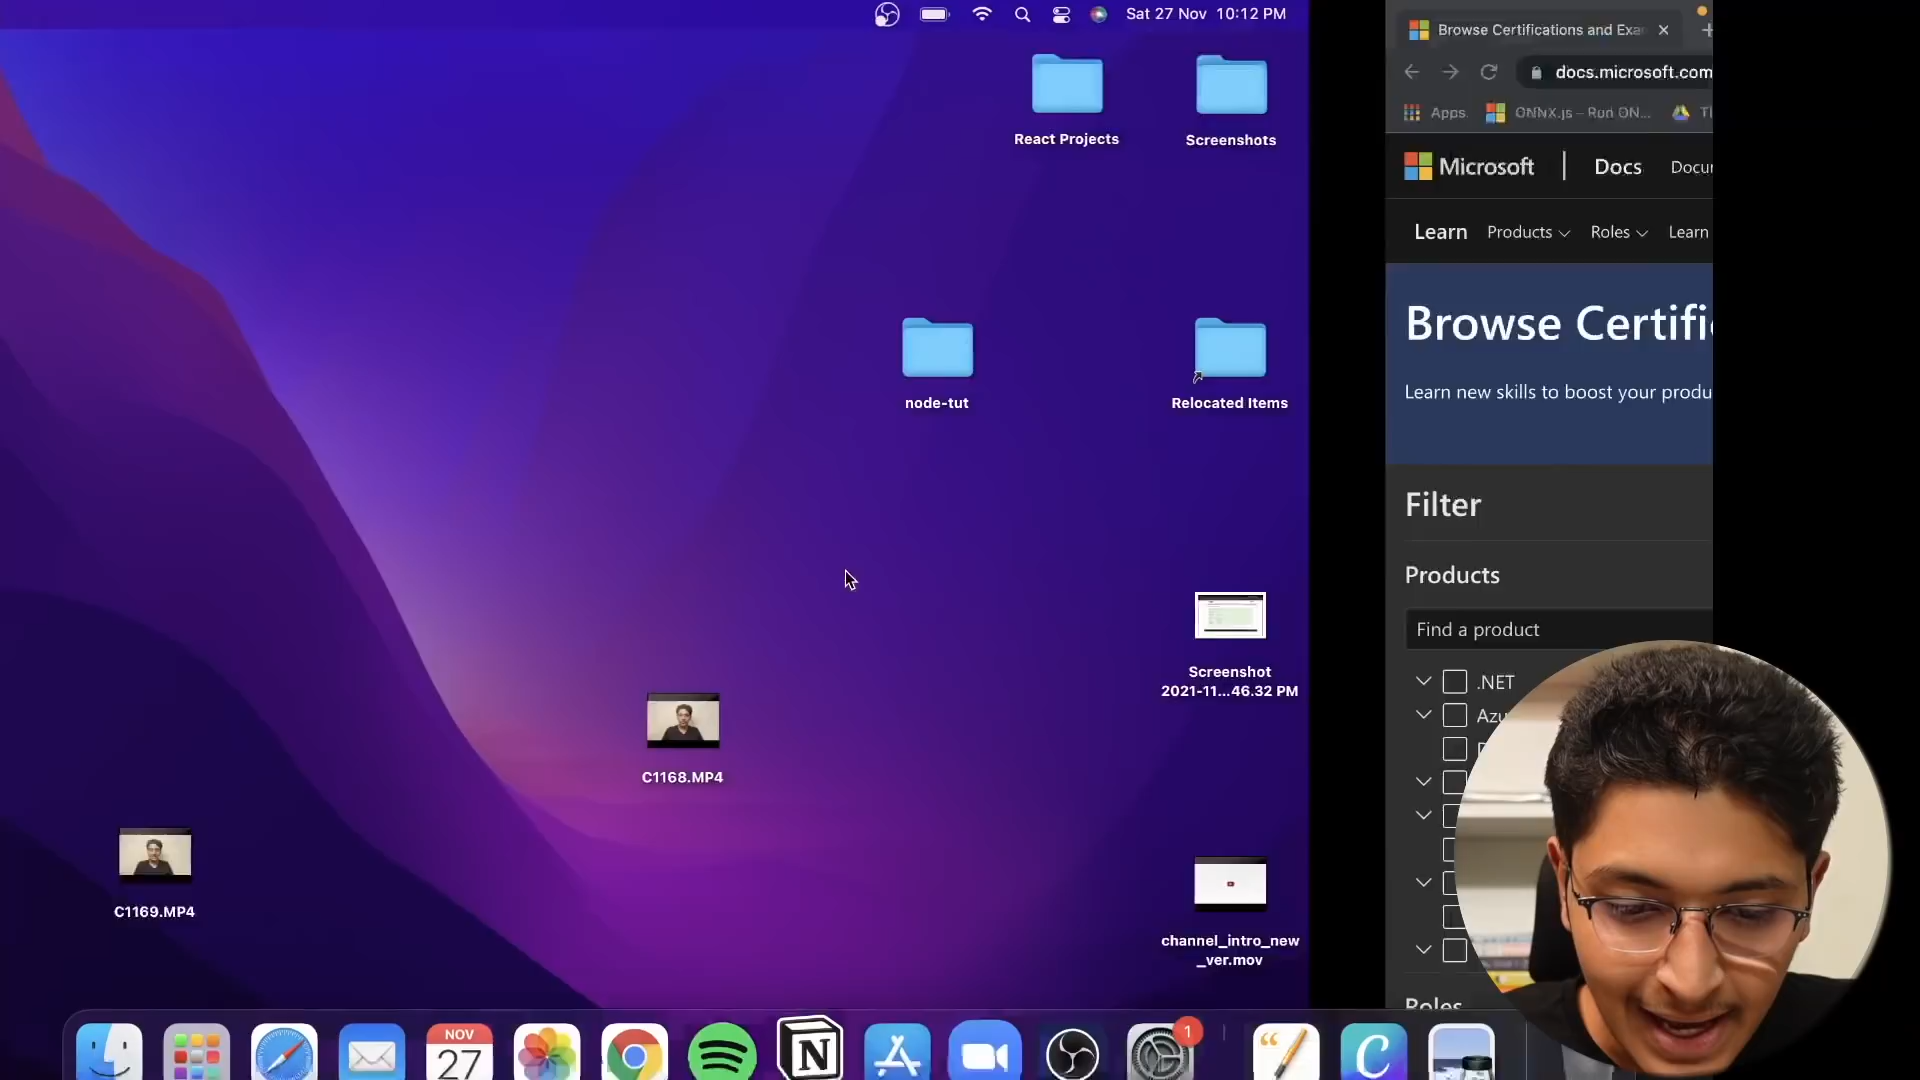 Sat 27 Nov 10:12 PM
React Projects
Screenshots
node-tut
Relocated Items
Screenshot
2021-11...46.32 PM
C1168.MP4
C1169.MP4
channel_intro_new
_ver.mov
NOV
27
1
Browse Certifications and Exa
docs.microsoft.com
Apps
ONNX.js – Run ON...
Microsoft
Docs
Learn
Products
Roles
Learn
Browse Certifi
Learn new skills to boost your produ
Filter
Products
Find a product
.NET
Roles